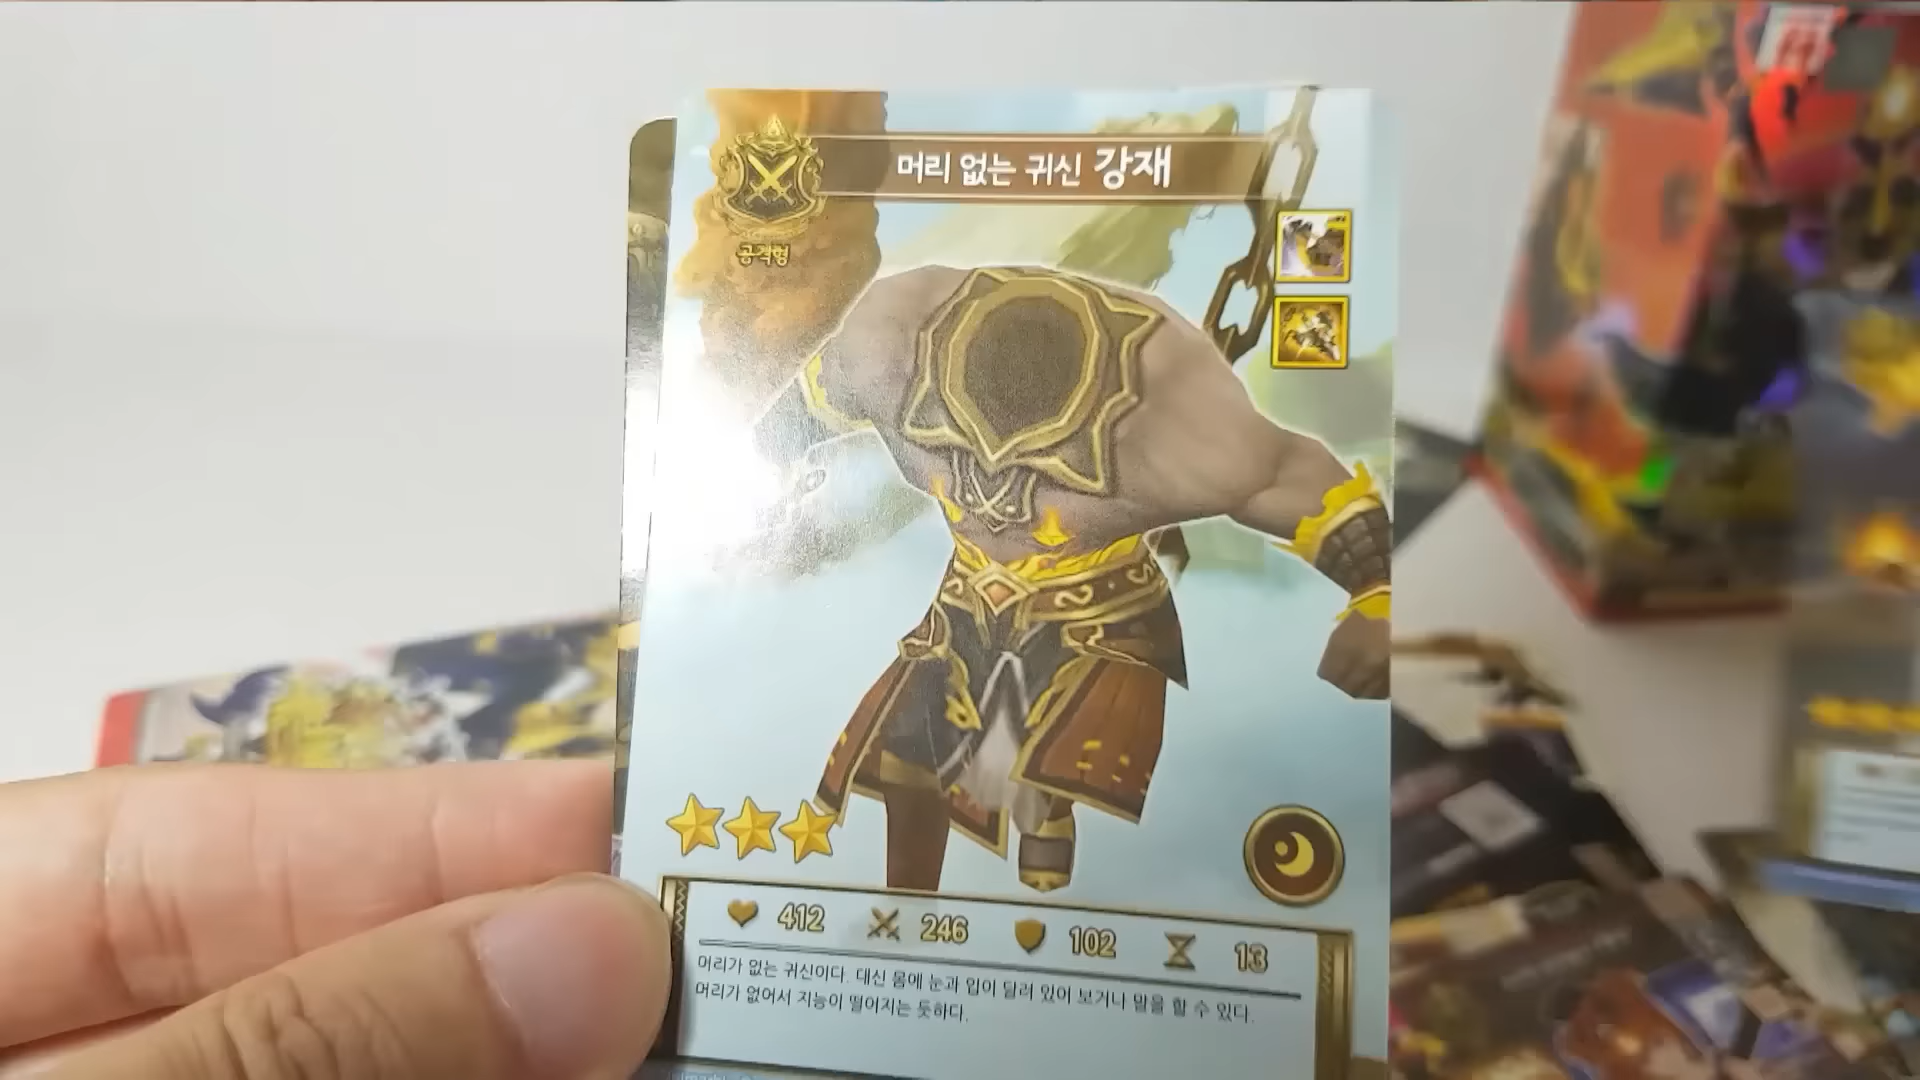 머리 없는 귀신 강재
공격형
412 246 102 13
머리가 없는 귀신이다. 대신 몸에 눈과 입이 달려 있어 보거나 말을 할 수 있다.
머리가 없어서 지능이 떨어지는 듯하다.